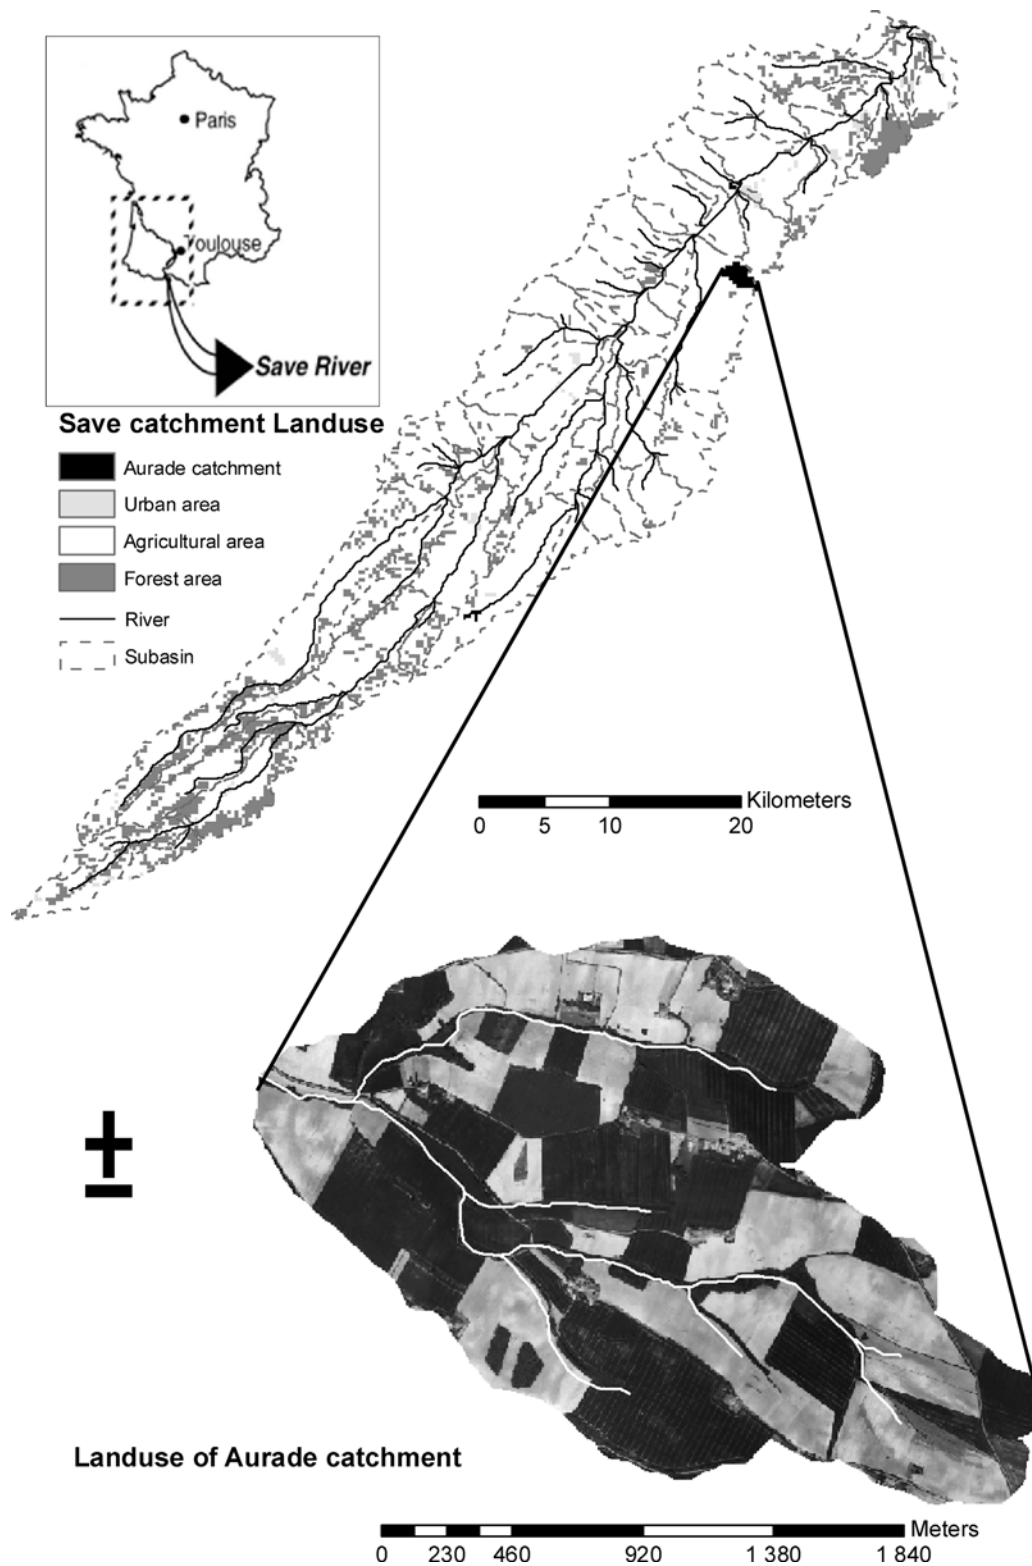 Paris
Toulouse
Save River
Save catchment Landuse
Aurade catchment
Urban area
Agricultural area
Forest area
River
Subasin
Kilometers
0 5 10 20
Landuse of Aurade catchment
Meters
0 230 460 920 1 380 1 840